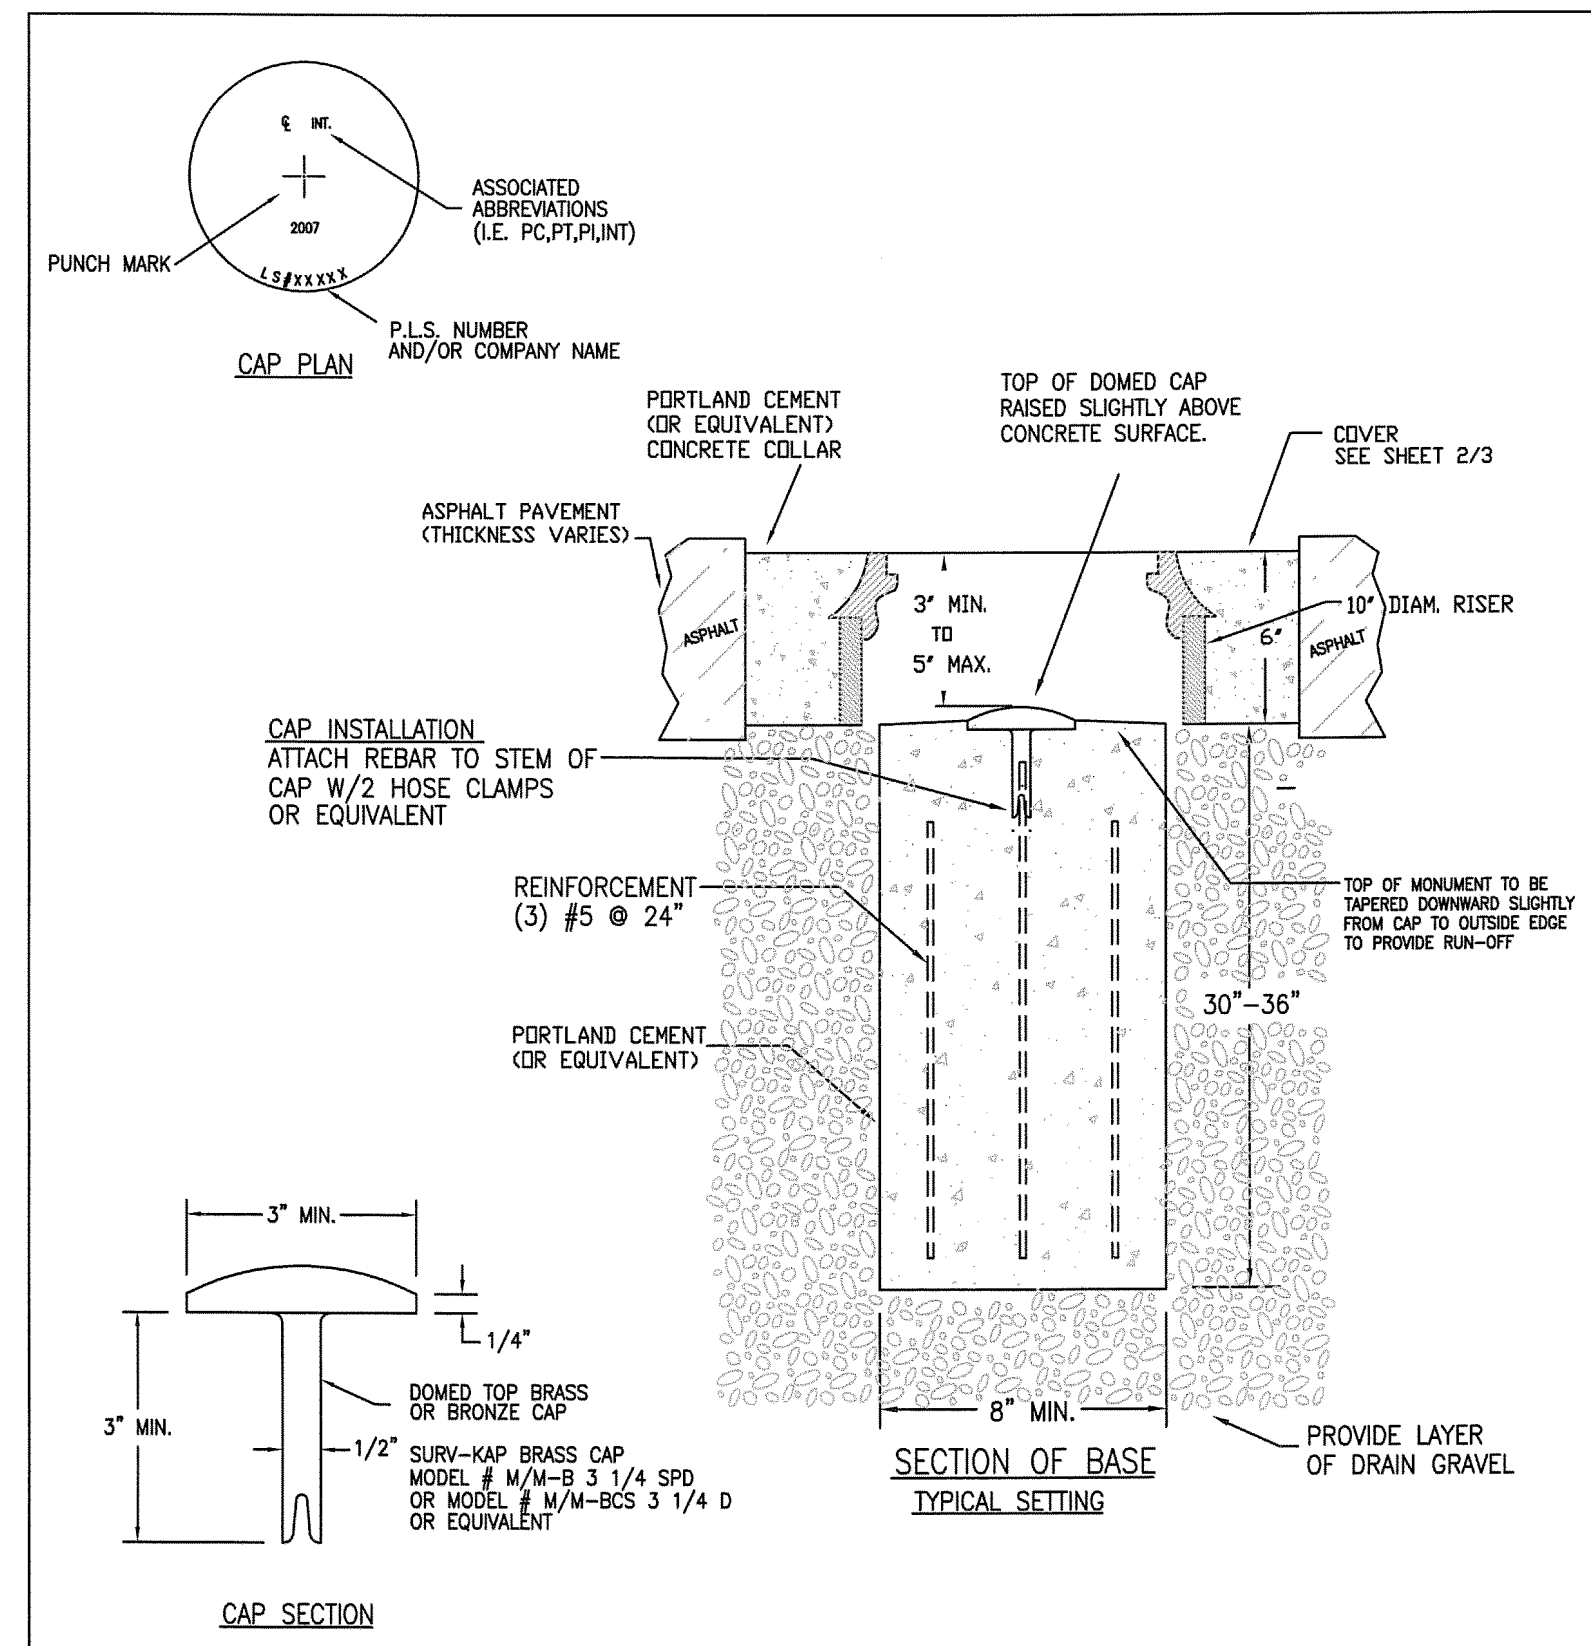 ℄ INT.
2007
LS#XXXXX
PUNCH MARK
ASSOCIATED
ABBREVIATIONS
(I.E. PC,PT,PI,INT)
P.L.S. NUMBER
AND/OR COMPANY NAME
CAP PLAN
PORTLAND CEMENT
(OR EQUIVALENT)
CONCRETE COLLAR
TOP OF DOMED CAP
RAISED SLIGHTLY ABOVE
CONCRETE SURFACE.
COVER
SEE SHEET 2/3
ASPHALT PAVEMENT
(THICKNESS VARIES)
ASPHALT
3" MIN.
TO
5" MAX.
10" DIAM. RISER
6"
ASPHALT
CAP INSTALLATION
ATTACH REBAR TO STEM OF
CAP W/2 HOSE CLAMPS
OR EQUIVALENT
REINFORCEMENT
(3) #5 @ 24"
TOP OF MONUMENT TO BE
TAPERED DOWNWARD SLIGHTLY
FROM CAP TO OUTSIDE EDGE
TO PROVIDE RUN-OFF
30"-36"
PORTLAND CEMENT
(OR EQUIVALENT)
3" MIN.
1/4"
3" MIN.
DOMED TOP BRASS
OR BRONZE CAP
1/2"
SURV-KAP BRASS CAP
MODEL # M/M-B 3 1/4 SPD
OR MODEL # M/M-BCS 3 1/4 D
OR EQUIVALENT
CAP SECTION
8" MIN.
SECTION OF BASE
TYPICAL SETTING
PROVIDE LAYER
OF DRAIN GRAVEL